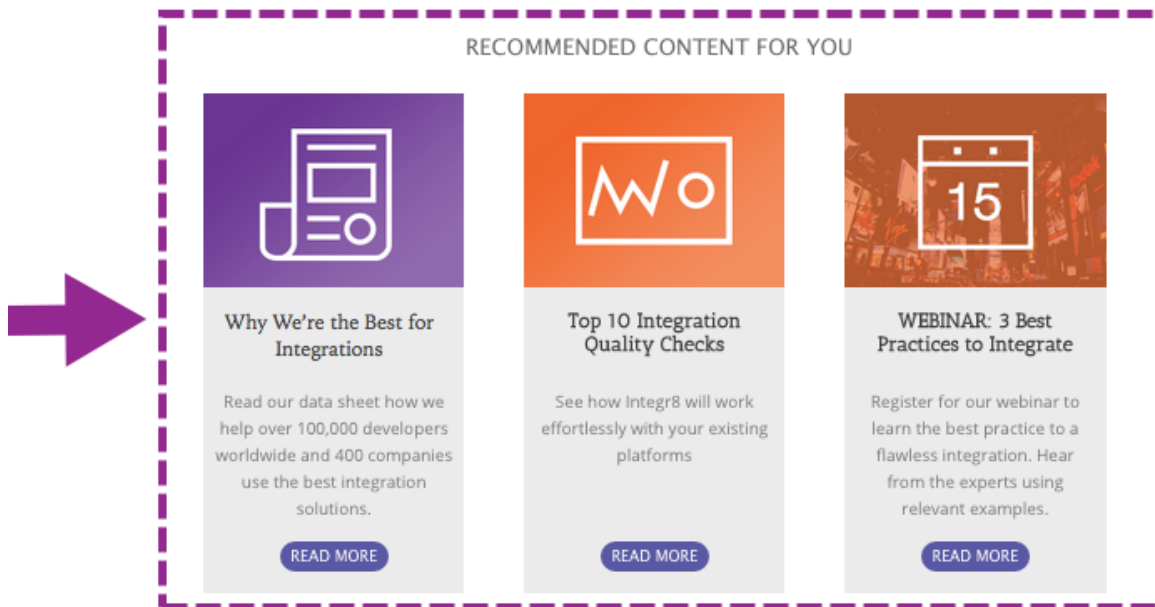 RECOMMENDED CONTENT FOR YOU
15
Why We're the Best for
Integrations
Read our data sheet how we
help over 100,000 developers
worldwide and 400 companies
use the best integration
solutions.
READ MORE
Top 10 Integration
Quality Checks
See how Integr8 will work
effortlessly with your existing
platforms
READ MORE
WEBINAR: 3 Best
Practices to Integrate
Register for our webinar to
learn the best practice to a
flawless integration. Hear
from the experts using
relevant examples.
READ MORE